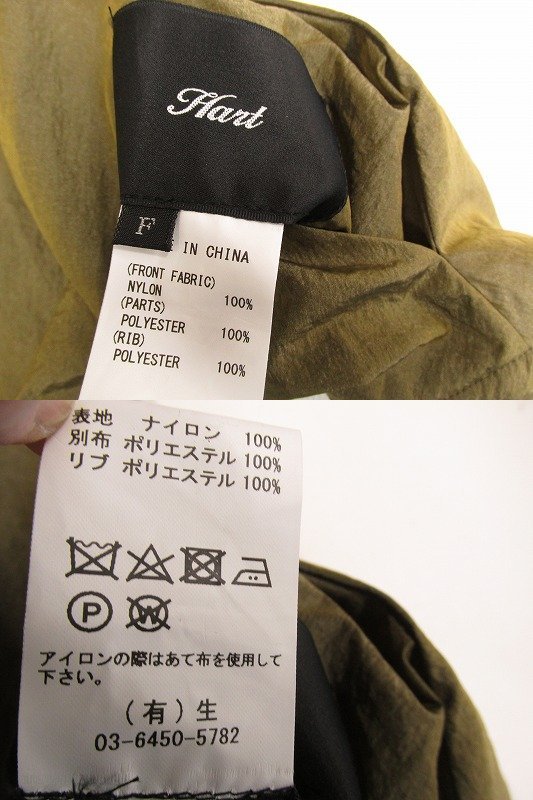 Hart
F
IN CHINA
(FRONT FABRIC)
NYLON 100%
(PARTS)
POLYESTER 100%
(RIB)
POLYESTER 100%
表地 ナイロン 100%
別布 ポリエステル 100%
リブ ポリエステル 100%
P
W
アイロンの際はあて布を使用して
下さい。
(有)生
03-6450-5782